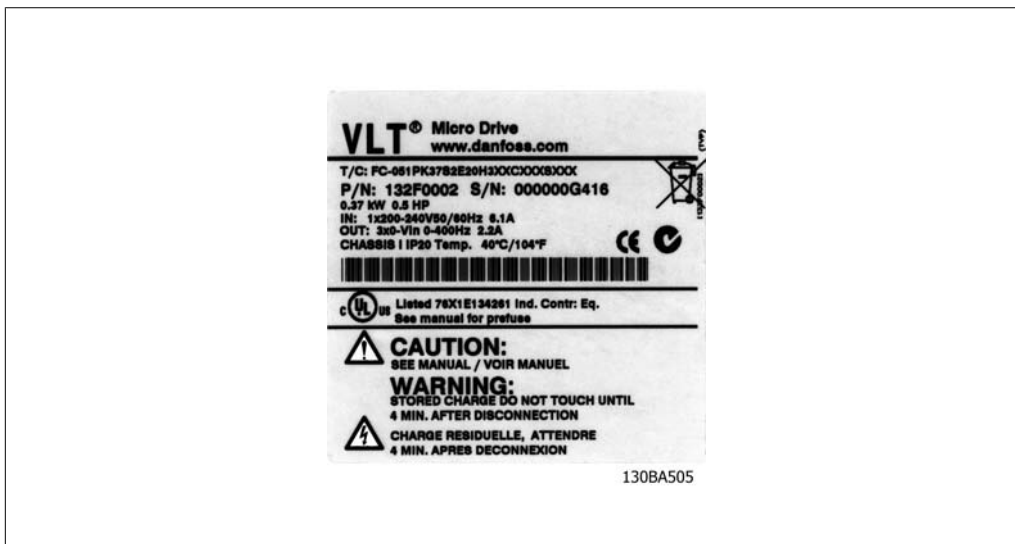 VLT® Micro Drive
www.danfoss.com
T/C: FC-051PK37S2E20H3XXCXXXSXXX
P/N: 132F0002 S/N: 000000G416
0.37 kW 0.5 HP
IN: 1x200-240V50/60Hz 6.1A
OUT: 3x0-Vin 0-400Hz 2.2A
CHASSIS I IP20 Temp. 40°C/104°F
CE
c UL us Listed 76X1E134261 Ind. Contr: Eq.
See manual for prefuse
CAUTION:
SEE MANUAL / VOIR MANUEL
WARNING:
STORED CHARGE DO NOT TOUCH UNTIL
4 MIN. AFTER DISCONNECTION
CHARGE RESIDUELLE, ATTENDRE
4 MIN. APRES DECONNEXION
130BA505